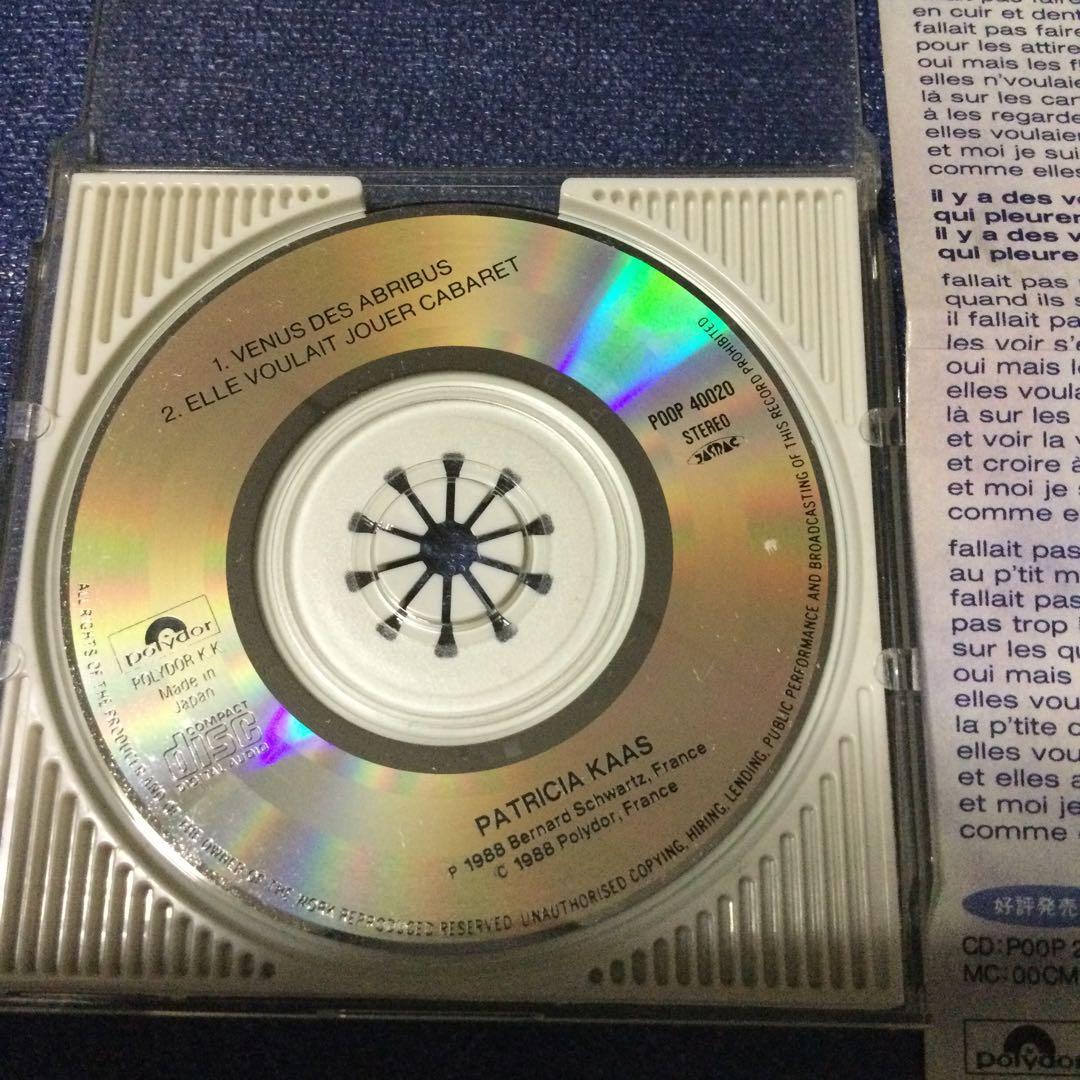 1. VENUS DES ABRIBUS
2. ELLE VOULAIT JOUER CABARET
POOP 40020
STEREO
JASRAC
polydor
POLYDOR K K
Made in
Japan
COMPACT
disc
DIGITAL AUDIO
PATRICIA KAAS
P 1988 Bernard Schwartz, France
C 1988 Polydor, France
ALL RIGHTS OF THE PRODUCER AND OF THE OWNER OF THE WORK REPRODUCED RESERVED UNAUTHORISED COPYING, HIRING, LENDING, PUBLIC PERFORMANCE AND BROADCASTING OF THIS RECORD PROHIBITED
en cuir et
fallait pas faire
pour les attire
oui mais les
elles n'voulaie
là sur les
à les regarde
elles voulaien
et moi je sui
comme elles
il y a des
qui pleurer
il y a des
qui pleure
fallait pas
quand ils
il fallait pa
les voir s'
oui mais
elles voula
là sur les
et voir la
et croire à
et moi je
comme e
fallait pas
au p'tit m
fallait pas
pas trop
sur les qu
oui mais
elles vou
la p'tite
elles vou
et elles a
et moi je
comme
好評発売
CD:POOP 2
MC:00CM
polydor